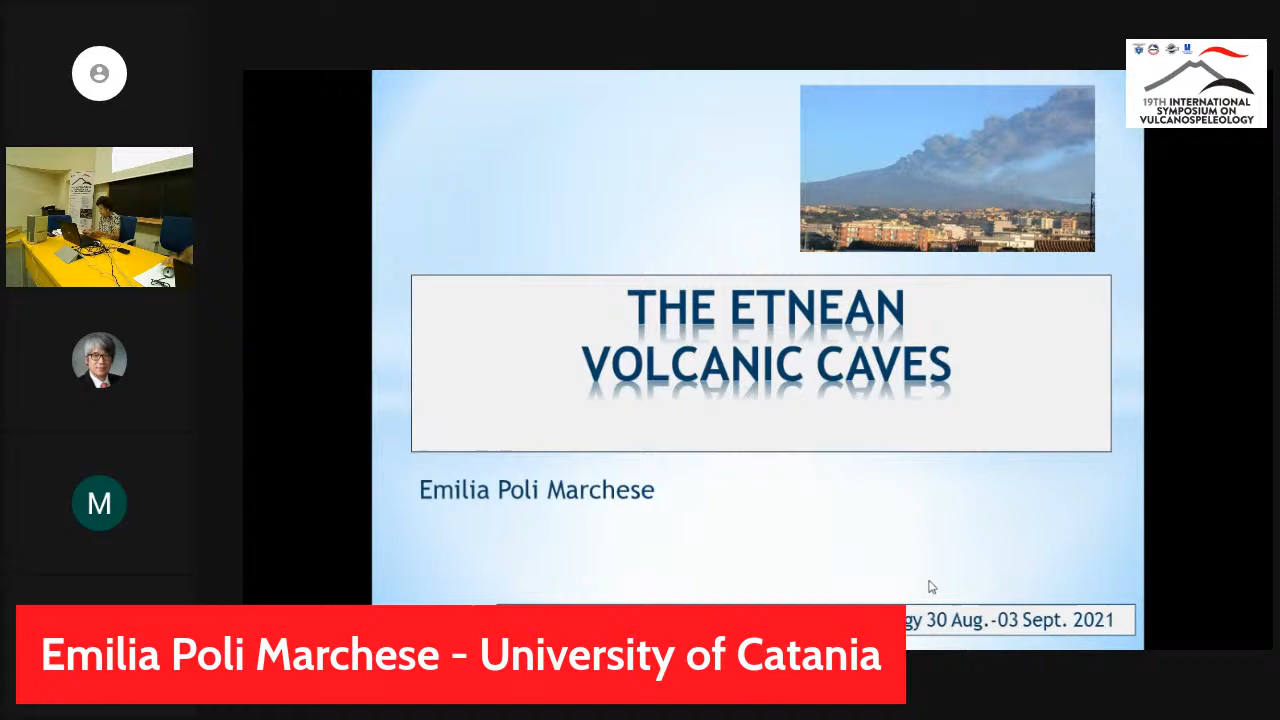 19TH INTERNATIONAL
SYMPOSIUM ON
VULCANOSPELEOLOGY
THE ETNEAN
VOLCANIC CAVES
Emilia Poli Marchese
M
gy 30 Aug.-03 Sept. 2021
Emilia Poli Marchese - University of Catania